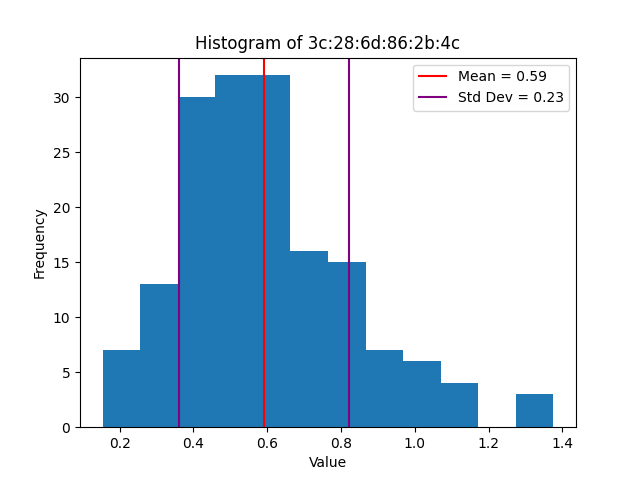 Histogram of 3c:28:6d:86:2b:4c
Mean = 0.59
Std Dev = 0.23
Frequency
30
25
20
15
10
5
0
0.2 0.4 0.6 0.8 1.0 1.2 1.4
Value